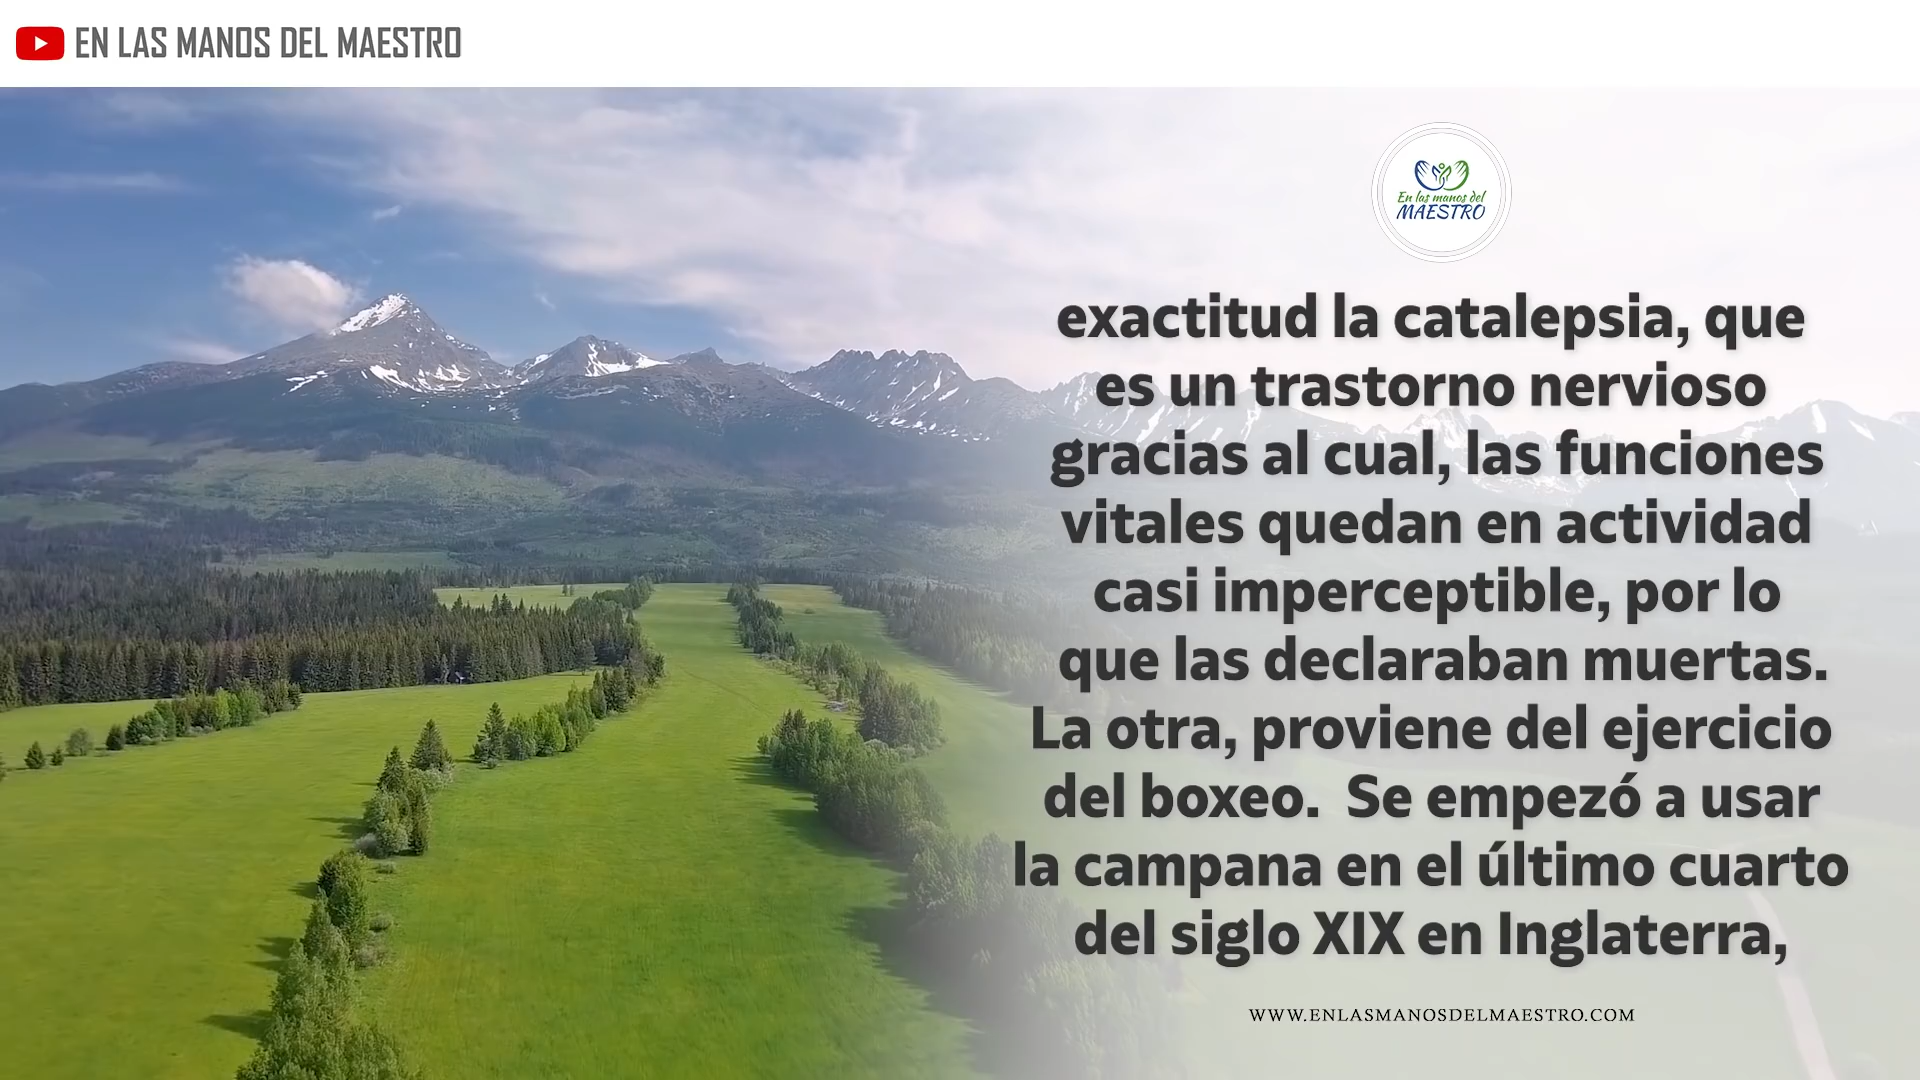 EN LAS MANOS DEL MAESTRO
En las manos del
MAESTRO
exactitud la catalepsia, que
es un trastorno nervioso
gracias al cual, las funciones
vitales quedan en actividad
casi imperceptible, por lo
que las declaraban muertas.
La otra, proviene del ejercicio
del boxeo. Se empezó a usar
la campana en el último cuarto
del siglo XIX en Inglaterra,
WWW.ENLASMANOSDELMAESTRO.COM